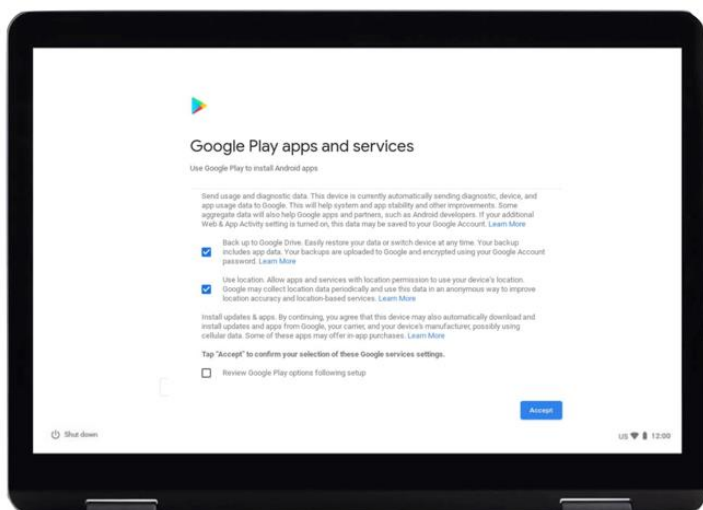 Google Play apps and services
Use Google Play to install Android apps
Send usage and diagnostic data. This device is currently automatically sending diagnostic, device, and
app usage data to Google. This will help system and app stability and other improvements. Some
aggregate data will also help Google apps and partners, such as Android developers. If your additional
Web & App Activity setting is turned on, this data may be saved to your Google Account. Learn More
Back up to Google Drive. Easily restore your data or switch device at any time. Your backup
includes app data. Your backups are uploaded to Google and encrypted using your Google Account
password. Learn More
Use location. Allow apps and services with location permission to use your device's location.
Google may collect location data periodically and use this data in an anonymous way to improve
location accuracy and location-based services. Learn More
Install updates & apps. By continuing, you agree that this device may also automatically download and
install updates and apps from Google, your carrier, and your device's manufacturer, possibly using
cellular data. Some of these apps may offer in-app purchases. Learn More
Tap "Accept" to confirm your selection of these Google services settings.
Review Google Play options following setup
Accept
Shut down
US 12:00